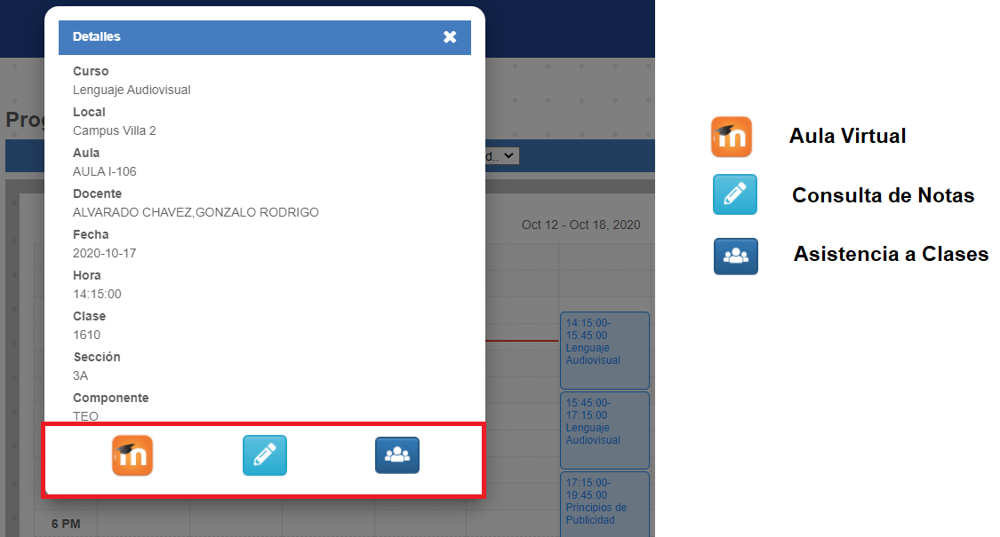 Detalles
Curso
Lenguaje Audiovisual
Local
Campus Villa 2
Aula
AULA I-106
Docente
ALVARADO CHAVEZ,GONZALO RODRIGO
Fecha
2020-10-17
Hora
14:15:00
Clase
1610
Sección
3A
Componente
TEO
Prog
d..
Oct 12 - Oct 18, 2020
14:15:00-
15:45:00
Lenguaje
Audiovisual
15:45:00-
17:15:00
Lenguaje
Audiovisual
17:15:00-
19:45:00
Principios de
Publicidad
6 PM
Aula Virtual
Consulta de Notas
Asistencia a Clases